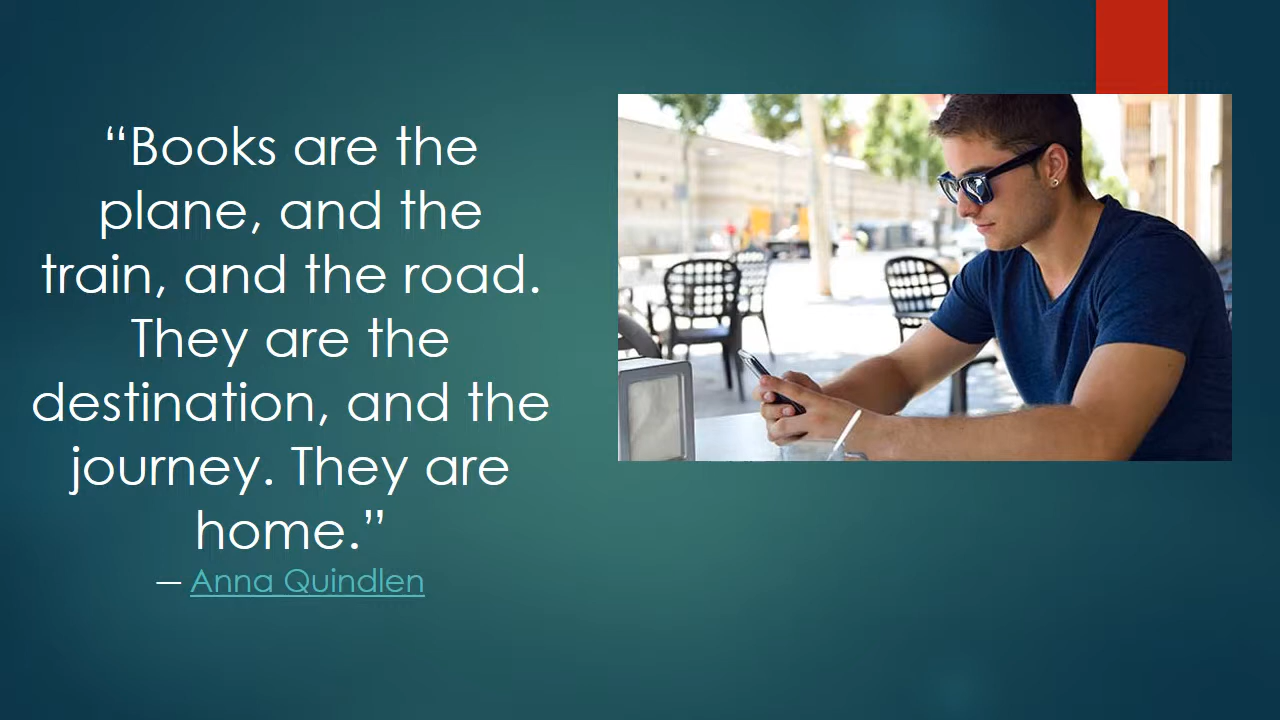 “Books are the
plane, and the
train, and the road.
They are the
destination, and the
journey. They are
home.”
― Anna Quindlen